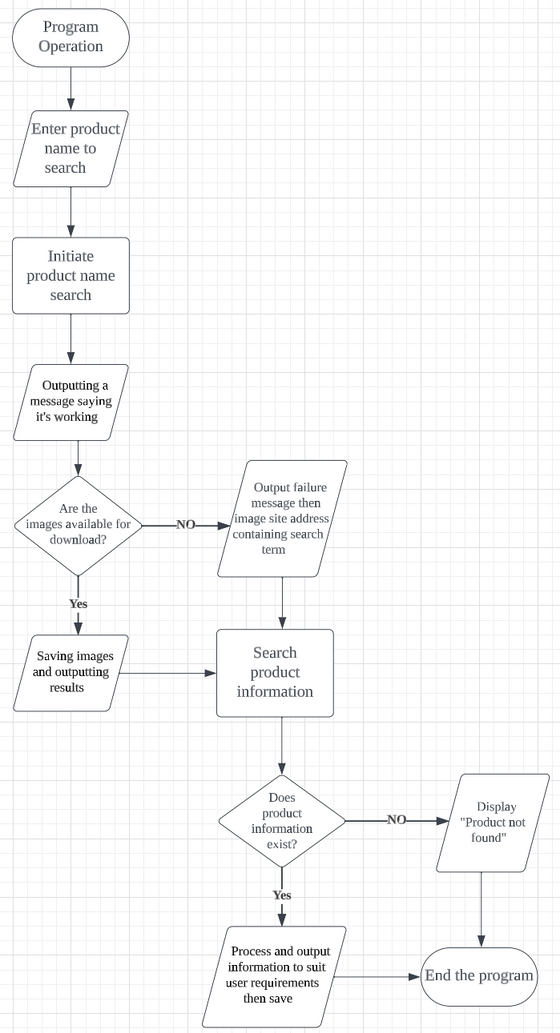 Program
Operation
Enter product
name to
search
Initiate
product name
search
Outputting a
message saying
it's working
Are the
images available for
download?
NO
Output failure
message then
image site address
containing search
term
Yes
Saving images
and outputting
results
Search
product
information
Does
product
information
exist?
NO
Display
"Product not
found"
Yes
Process and output
information to suit
user requirements
then save
End the program